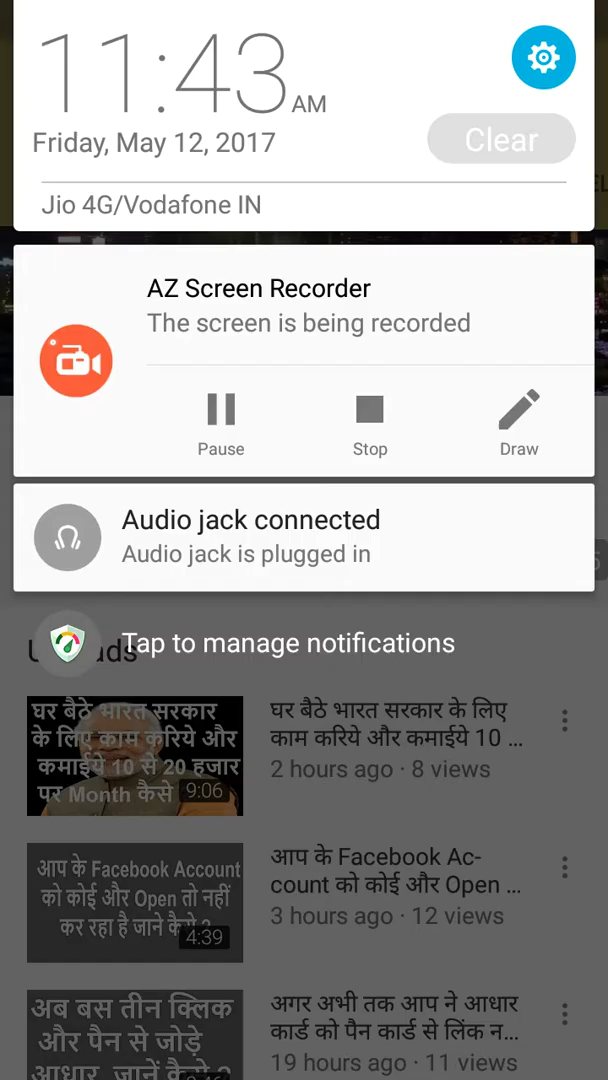 11:43 AM
Friday, May 12, 2017
Clear
Jio 4G/Vodafone IN
AZ Screen Recorder
The screen is being recorded
Pause
Stop
Draw
Audio jack connected
Audio jack is plugged in
Tap to manage notifications
घर बैठे भारत सरकार
के लिए काम करिये और
कमाईये 10 से 20 हजार
पर Month कैसे
9:06
घर बैठे भारत सरकार के लिए
काम करिये और कमाईये 10 ...
2 hours ago · 8 views
आप के Facebook Account
को कोई और Open तो नहीं
कर रहा है जाने कैसे ?
4:39
आप के Facebook Ac-
count को कोई और Open ...
3 hours ago · 12 views
अब बस तीन क्लिक
और पैन से जोड़े
आधार, जानें कैसे ?
अगर अभी तक आप ने आधार
कार्ड को पैन कार्ड से लिंक न...
19 hours ago · 11 views